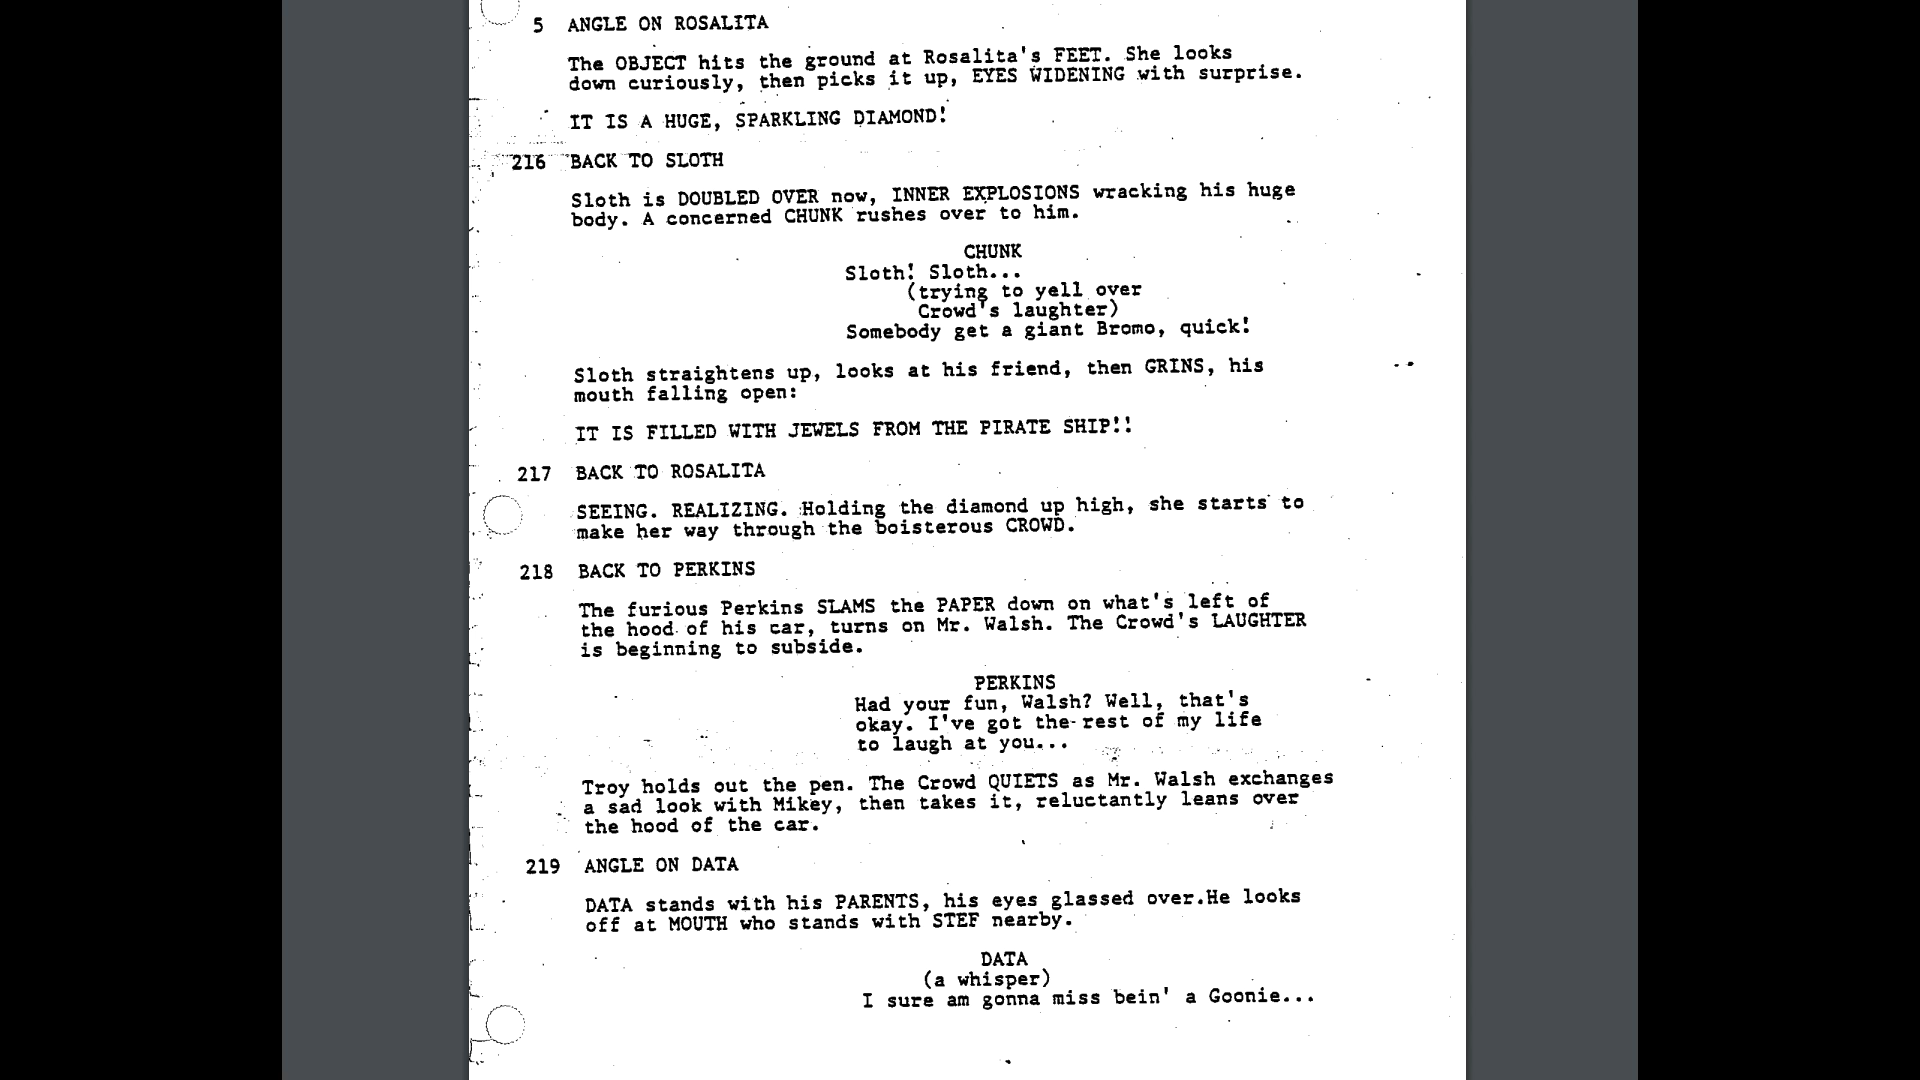 5 ANGLE ON ROSALITA
The OBJECT hits the ground at Rosalita's FEET. She looks
down curiously, then picks it up, EYES WIDENING with surprise.
IT IS A HUGE, SPARKLING DIAMOND!
216 BACK TO SLOTH
Sloth is DOUBLED OVER now, INNER EXPLOSIONS wracking his huge
body. A concerned CHUNK rushes over to him.
CHUNK
Sloth! Sloth...
(trying to yell over
Crowd's laughter)
Somebody get a giant Bromo, quick!
Sloth straightens up, looks at his friend, then GRINS, his
mouth falling open:
IT IS FILLED WITH JEWELS FROM THE PIRATE SHIP!!
217 BACK TO ROSALITA
SEEING. REALIZING. Holding the diamond up high, she starts to
make her way through the boisterous CROWD.
218 BACK TO PERKINS
The furious Perkins SLAMS the PAPER down on what's left of
the hood of his car, turns on Mr. Walsh. The Crowd's LAUGHTER
is beginning to subside.
PERKINS
Had your fun, Walsh? Well, that's
okay. I've got the rest of my life
to laugh at you...
Troy holds out the pen. The Crowd QUIETS as Mr. Walsh exchanges
a sad look with Mikey, then takes it, reluctantly leans over
the hood of the car.
219 ANGLE ON DATA
DATA stands with his PARENTS, his eyes glassed over.He looks
off at MOUTH who stands with STEF nearby.
DATA
(a whisper)
I sure am gonna miss bein' a Goonie...